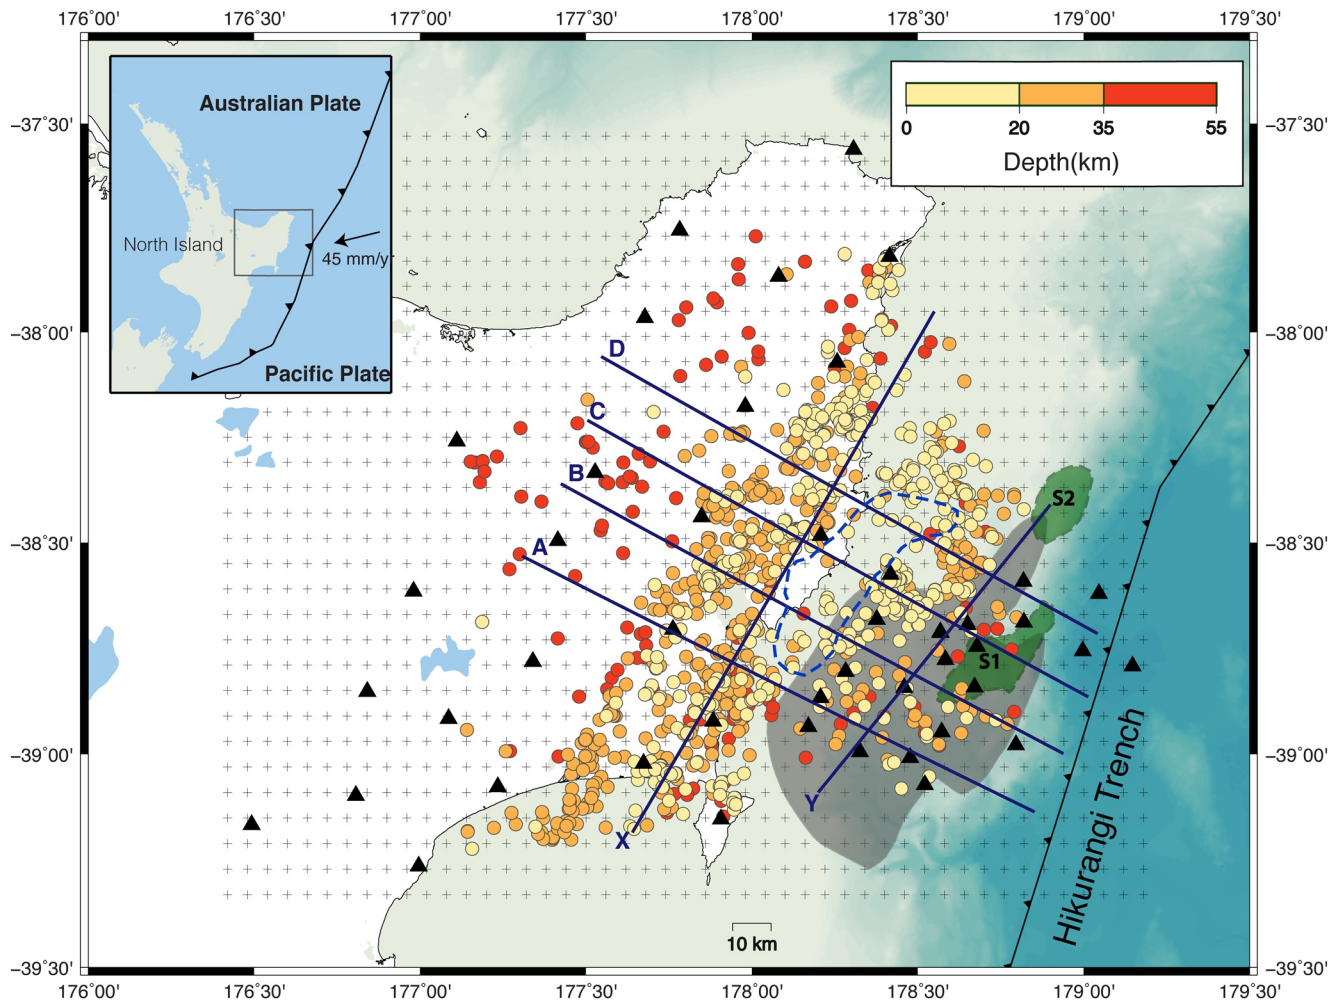 176°00' 176°30' 177°00' 177°30' 178°00' 178°30' 179°00' 179°30'
−37°30'
−38°00'
−38°30'
−39°00'
−39°30'
Australian Plate
North Island
45 mm/y
Pacific Plate
0 20 35 55
Depth(km)
−37°30'
−38°00'
−38°30'
−39°00'
−39°30'
D
C
B
A
S2
S1
Y
X
Hikurangi Trench
10 km
176°00' 176°30' 177°00' 177°30' 178°00' 178°30' 179°00' 179°30'